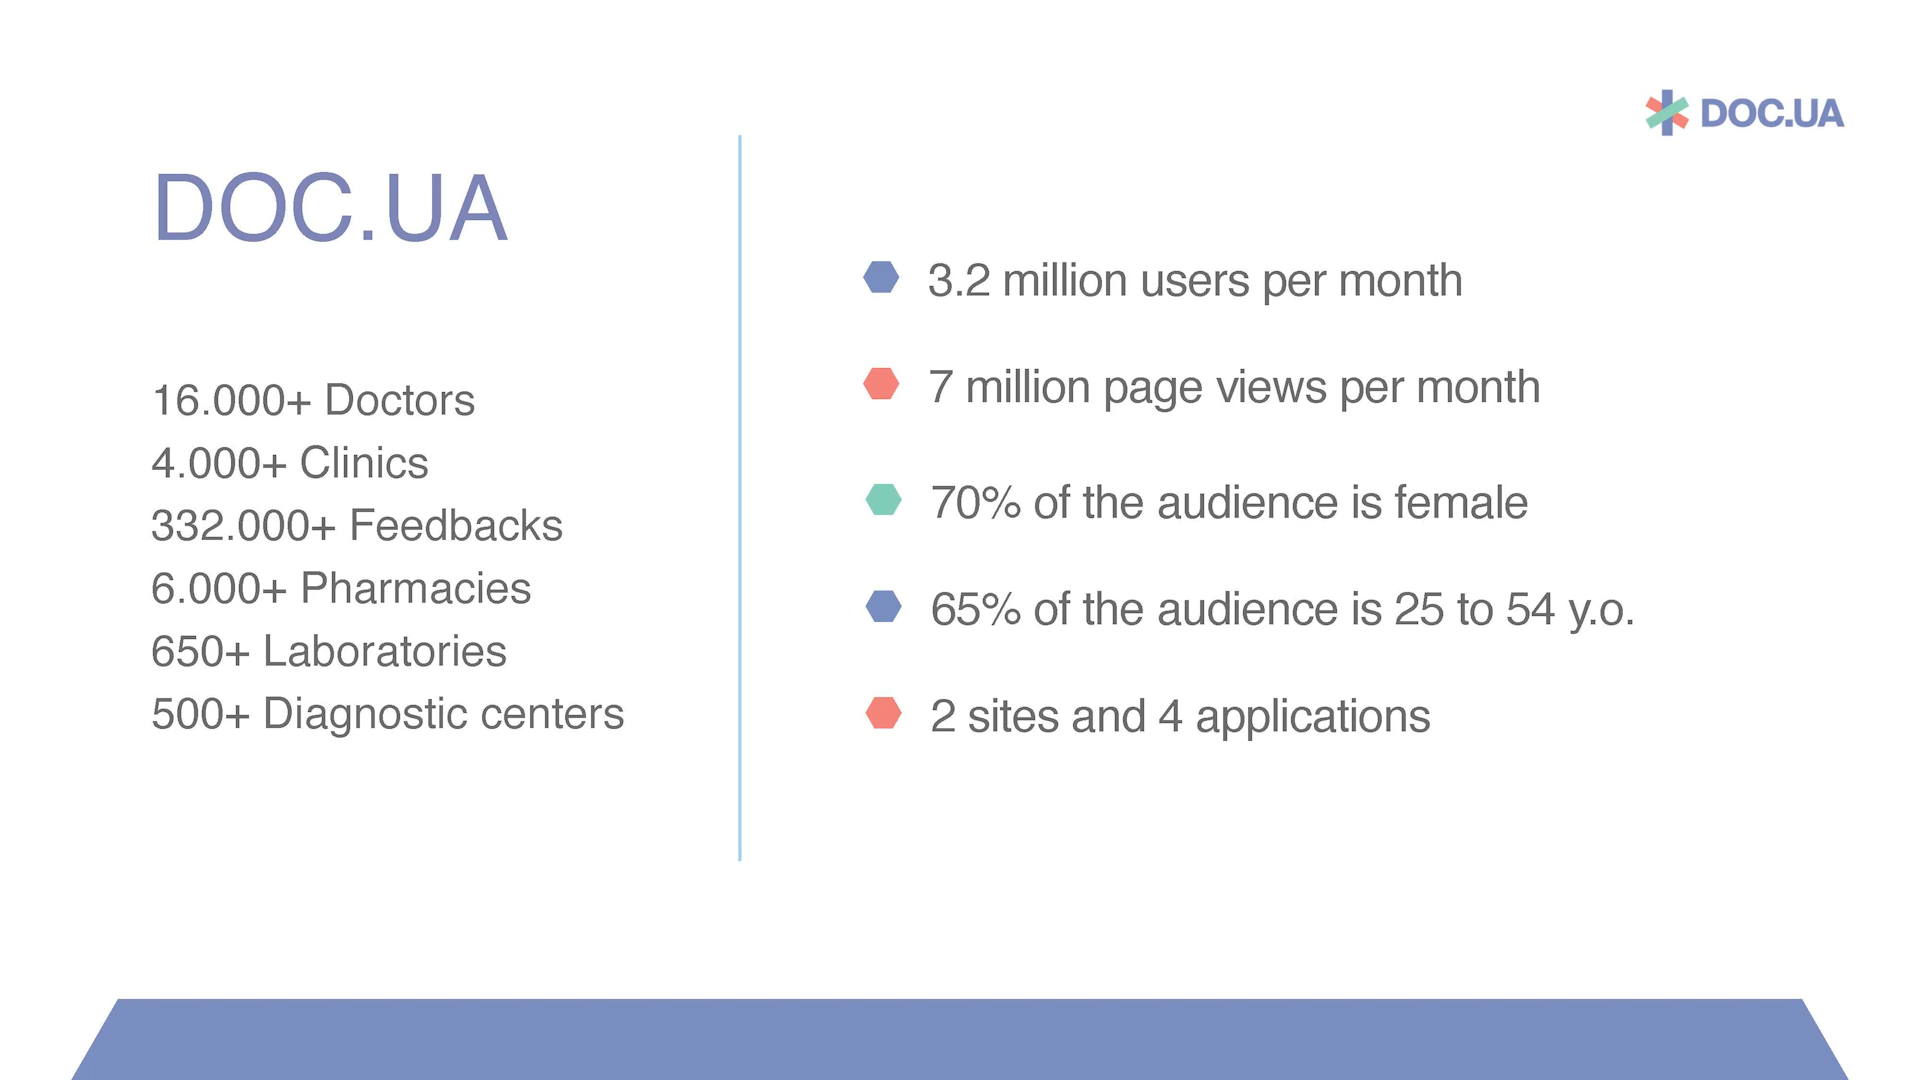 DOC.UA
DOC.UA
16.000+ Doctors
4.000+ Clinics
332.000+ Feedbacks
6.000+ Pharmacies
650+ Laboratories
500+ Diagnostic centers
3.2 million users per month
7 million page views per month
70% of the audience is female
65% of the audience is 25 to 54 y.o.
2 sites and 4 applications